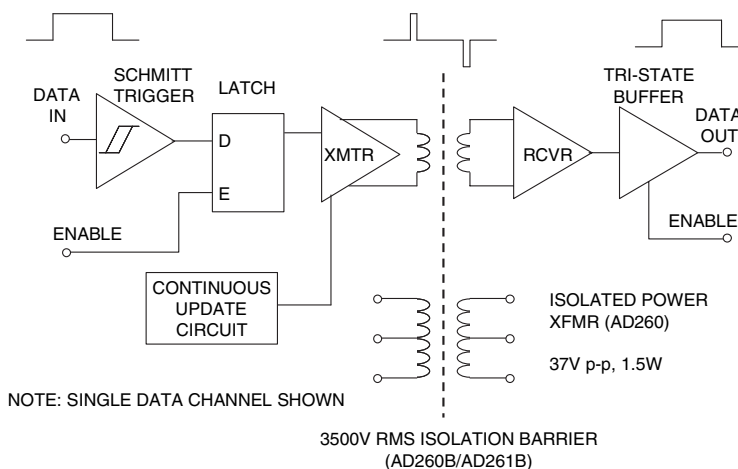 SCHMITT
TRIGGER
LATCH
TRI-STATE
BUFFER
DATA
IN
DATA
OUT
D
XMTR
RCVR
E
ENABLE
ENABLE
CONTINUOUS
UPDATE
CIRCUIT
ISOLATED POWER
XFMR (AD260)
37V p-p, 1.5W
NOTE: SINGLE DATA CHANNEL SHOWN
3500V RMS ISOLATION BARRIER
(AD260B/AD261B)